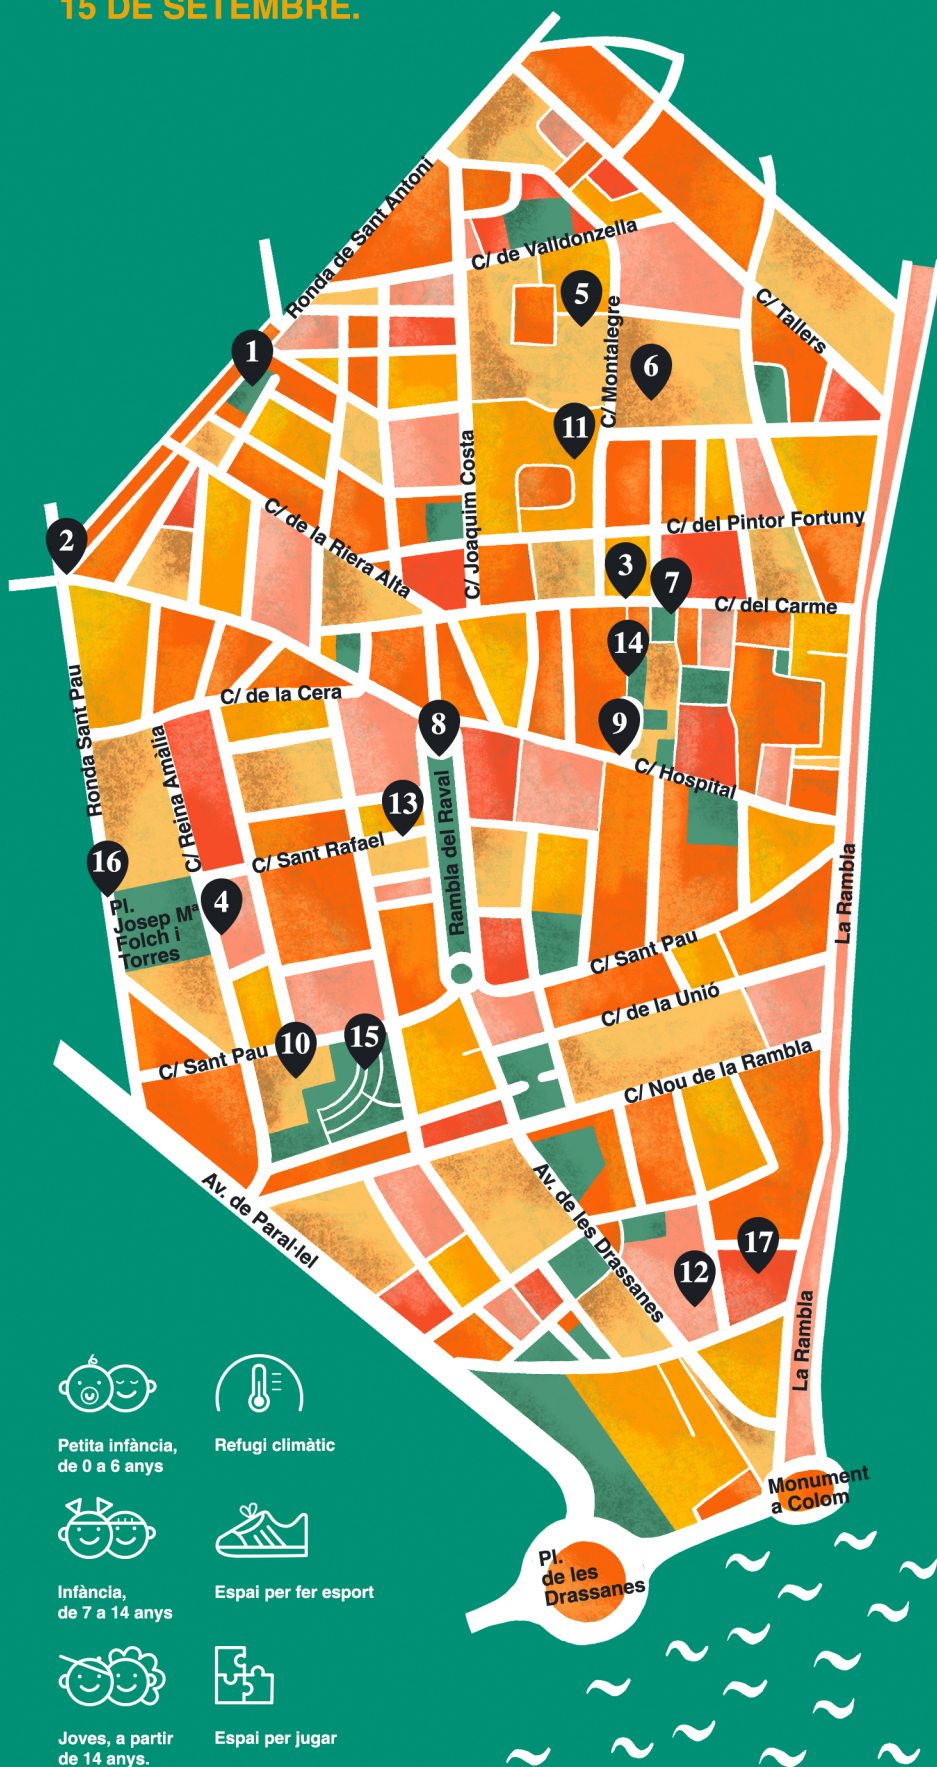 15 DE SETEMBRE.
Ronda de Sant Antoni
C/ de Valldonzella
C/ Tallers
5
C/ Montalegre
1
6
11
C/ Joaquim Costa
C/ de la Riera Alta
C/ del Pintor Fortuny
2
3
7
C/ del Carme
14
Ronda Sant Pau
C/ de la Cera
8
9
C/ Reina Amàlia
C/ Hospital
13
Rambla del Raval
C/ Sant Rafael
La Rambla
16
4
Pl.
Josep Mª
Folch i
Torres
C/ Sant Pau
C/ de la Unió
10
15
C/ Sant Pau
C/ Nou de la Rambla
Av. de Paral·lel
Av. de les Drassanes
17
12
La Rambla
Petita infància,
de 0 a 6 anys
Refugi climàtic
Monument
a Colom
Pl.
de les
Drassanes
Infància,
de 7 a 14 anys
Espai per fer esport
Joves, a partir
de 14 anys.
Espai per jugar